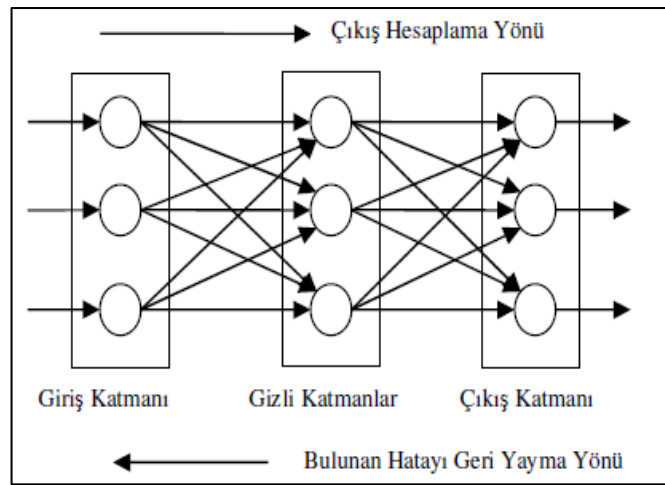 Çıkış Hesaplama Yönü
Giriş Katmanı
Gizli Katmanlar
Çıkış Katmanı
Bulunan Hatayı Geri Yayma Yönü